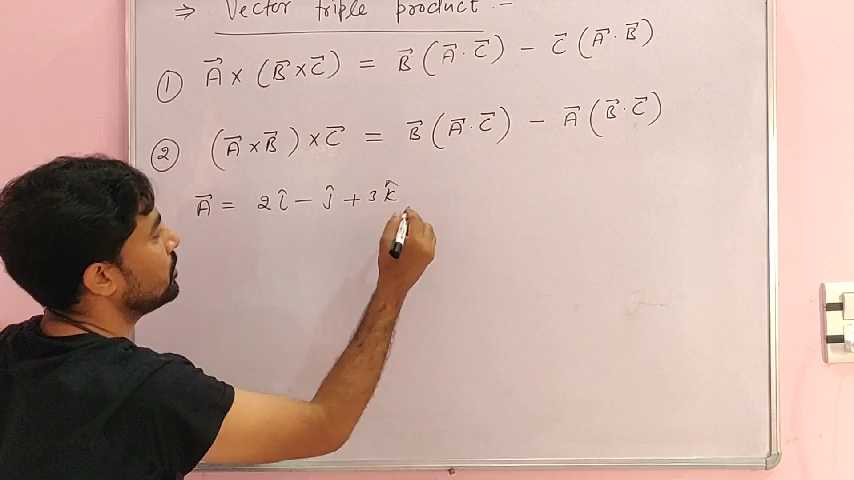 ⇒ Vector triple product :-
① A⃗ × (B⃗ × C⃗) = B⃗ (A⃗ · C⃗) − C⃗ (A⃗ · B⃗)
② (A⃗ × B⃗) × C⃗ = B⃗ (A⃗ · C⃗) − A⃗ (B⃗ · C⃗)
A⃗ = 2î − ĵ + 3k̂